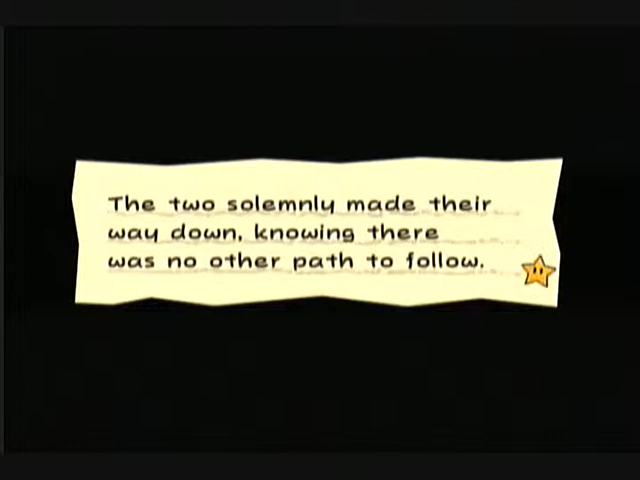 The two solemnly made their
way down, knowing there
was no other path to follow.